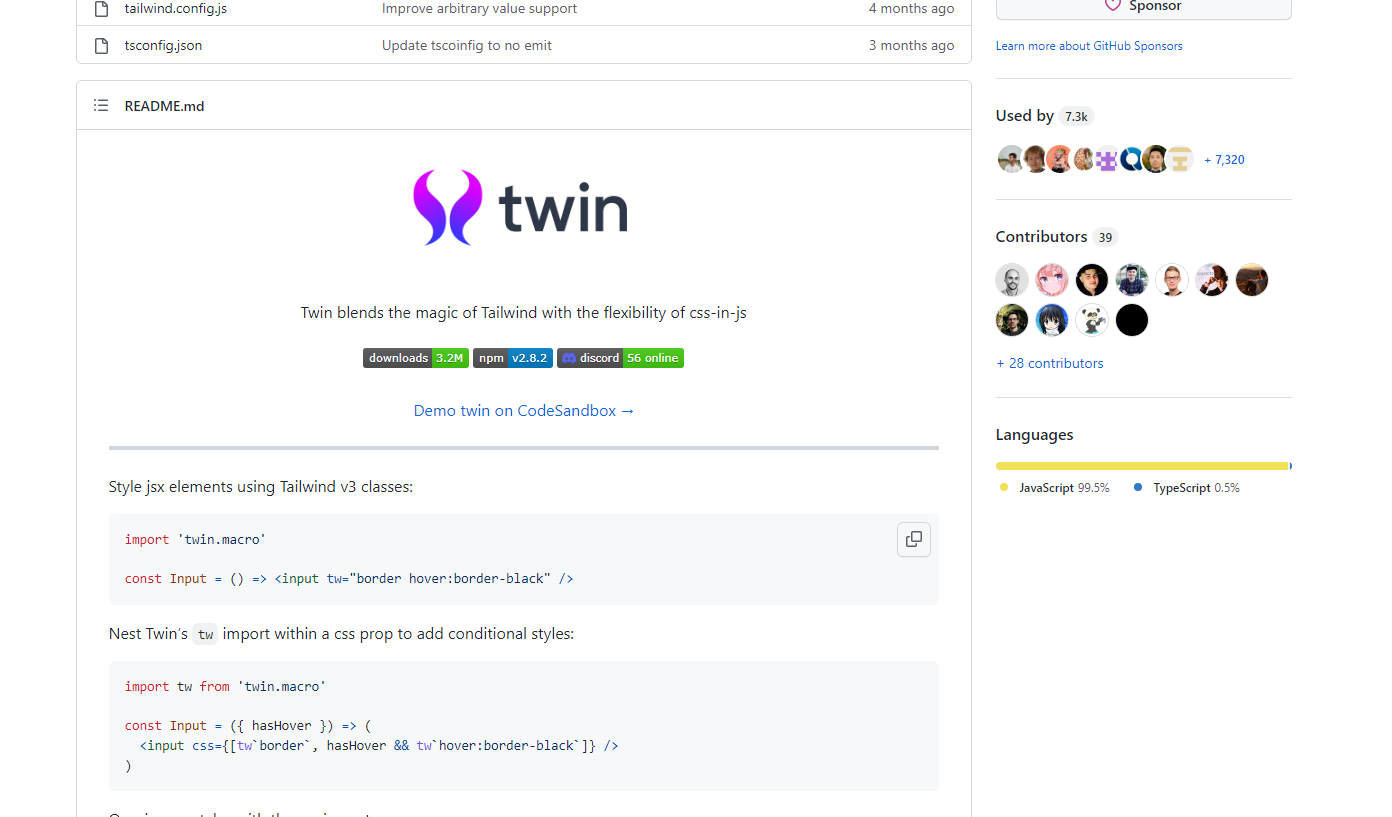 tailwind.config.js Improve arbitrary value support 4 months ago
tsconfig.json Update tscoinfig to no emit 3 months ago
README.md
twin
Twin blends the magic of Tailwind with the flexibility of css-in-js
downloads 3.2M npm v2.8.2 discord 56 online
Demo twin on CodeSandbox →
Style jsx elements using Tailwind v3 classes:
import 'twin.macro'
const Input = () => <input tw="border hover:border-black" />
Nest Twin's tw import within a css prop to add conditional styles:
import tw from 'twin.macro'
const Input = ({ hasHover }) => (
<input css={[tw`border`, hasHover && tw`hover:border-black`]} />
)
Sponsor
Learn more about GitHub Sponsors
Used by 7.3k
+ 7,320
Contributors 39
+ 28 contributors
Languages
JavaScript 99.5% TypeScript 0.5%